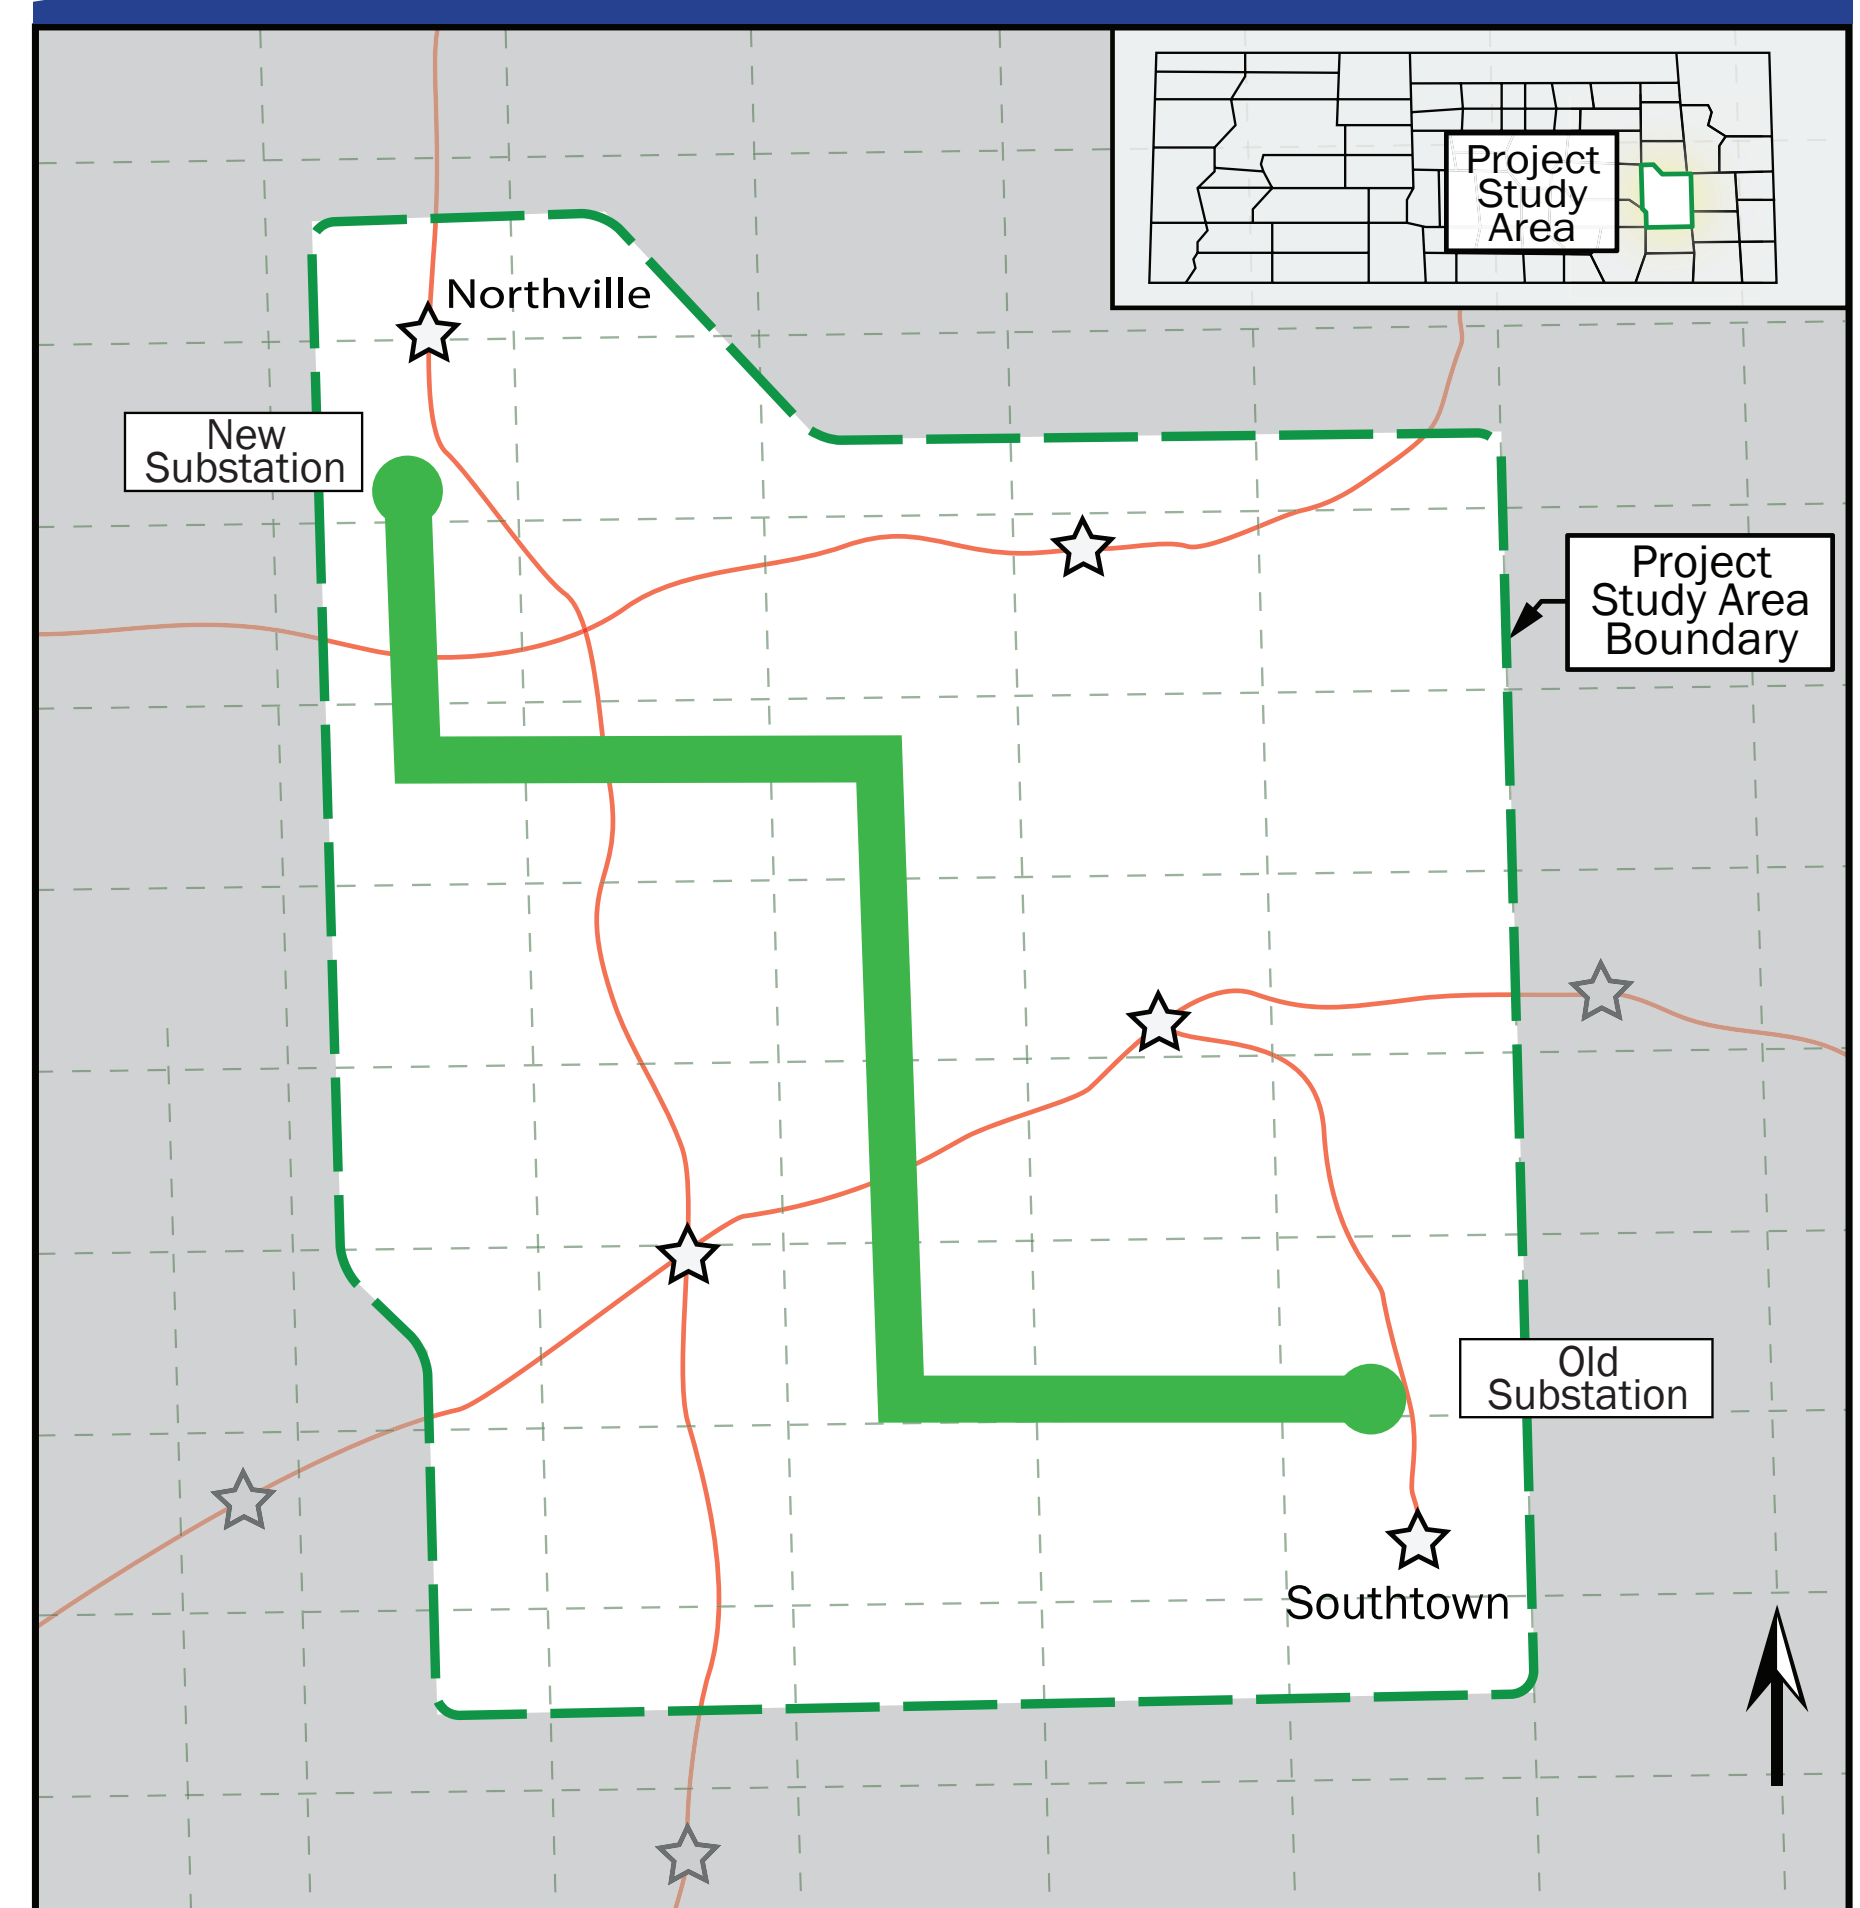 Project
Study
Area
Northville
New
Substation
Project
Study Area
Boundary
Old
Substation
Southtown